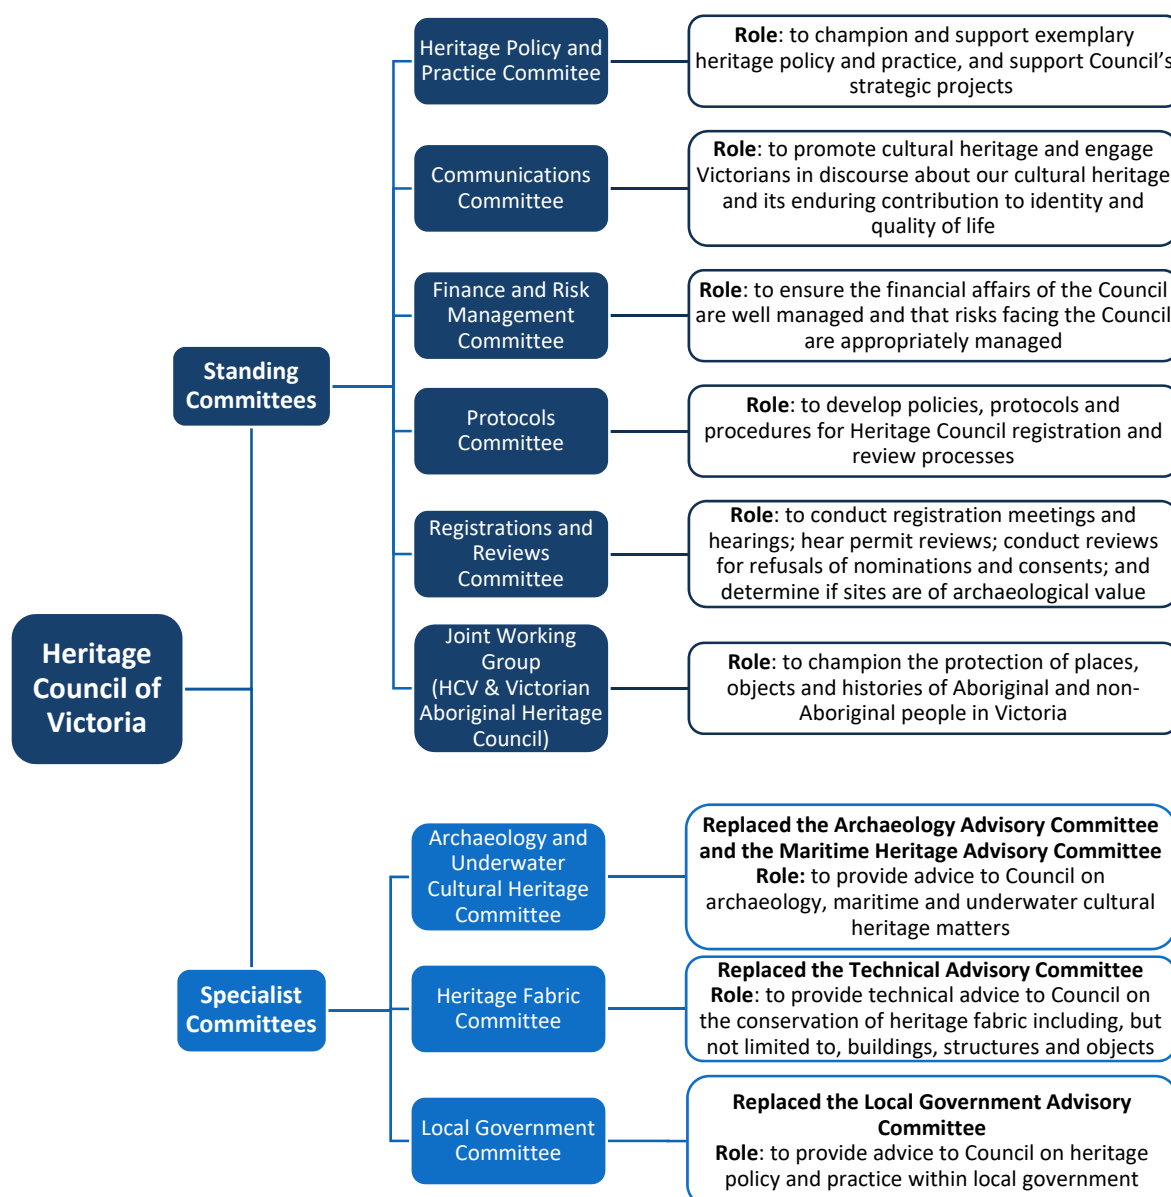 Heritage Policy and
Practice Commitee
Role: to champion and support exemplary
heritage policy and practice, and support Council's
strategic projects
Communications
Committee
Role: to promote cultural heritage and engage
Victorians in discourse about our cultural heritage
and its enduring contribution to identity and
quality of life
Finance and Risk
Management
Committee
Role: to ensure the financial affairs of the Council
are well managed and that risks facing the Council
are appropriately managed
Standing
Committees
Protocols
Committee
Role: to develop policies, protocols and
procedures for Heritage Council registration and
review processes
Registrations and
Reviews
Committee
Role: to conduct registration meetings and
hearings; hear permit reviews; conduct reviews
for refusals of nominations and consents; and
determine if sites are of archaeological value
Heritage
Council of
Victoria
Joint Working
Group
(HCV & Victorian
Aboriginal Heritage
Council)
Role: to champion the protection of places,
objects and histories of Aboriginal and non-
Aboriginal people in Victoria
Archaeology and
Underwater
Cultural Heritage
Committee
Replaced the Archaeology Advisory Committee
and the Maritime Heritage Advisory Committee
Role: to provide advice to Council on
archaeology, maritime and underwater cultural
heritage matters
Specialist
Committees
Heritage Fabric
Committee
Replaced the Technical Advisory Committee
Role: to provide technical advice to Council on
the conservation of heritage fabric including, but
not limited to, buildings, structures and objects
Local Government
Committee
Replaced the Local Government Advisory
Committee
Role: to provide advice to Council on heritage
policy and practice within local government